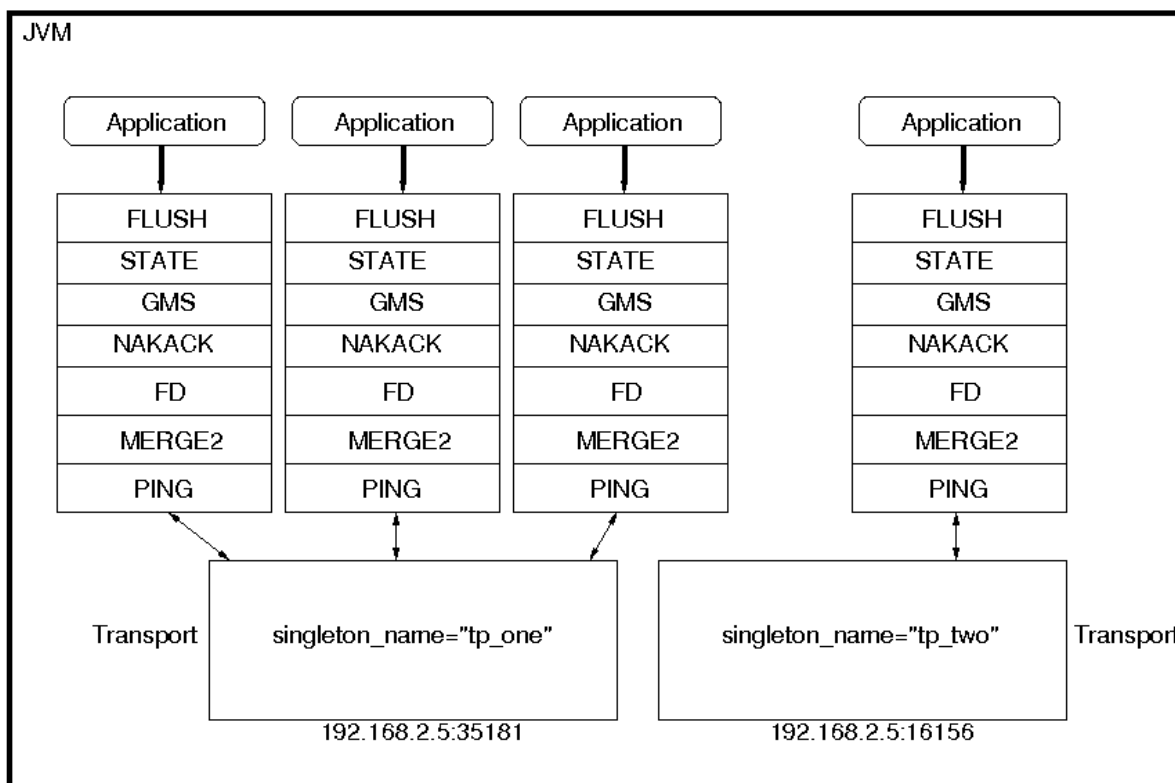 JVM
Application
Application
Application
Application
FLUSH
FLUSH
FLUSH
FLUSH
STATE
STATE
STATE
STATE
GMS
GMS
GMS
GMS
NAKACK
NAKACK
NAKACK
NAKACK
FD
FD
FD
FD
MERGE2
MERGE2
MERGE2
MERGE2
PING
PING
PING
PING
Transport
singleton_name="tp_one"
singleton_name="tp_two"
Transport
192.168.2.5:35181
192.168.2.5:16156